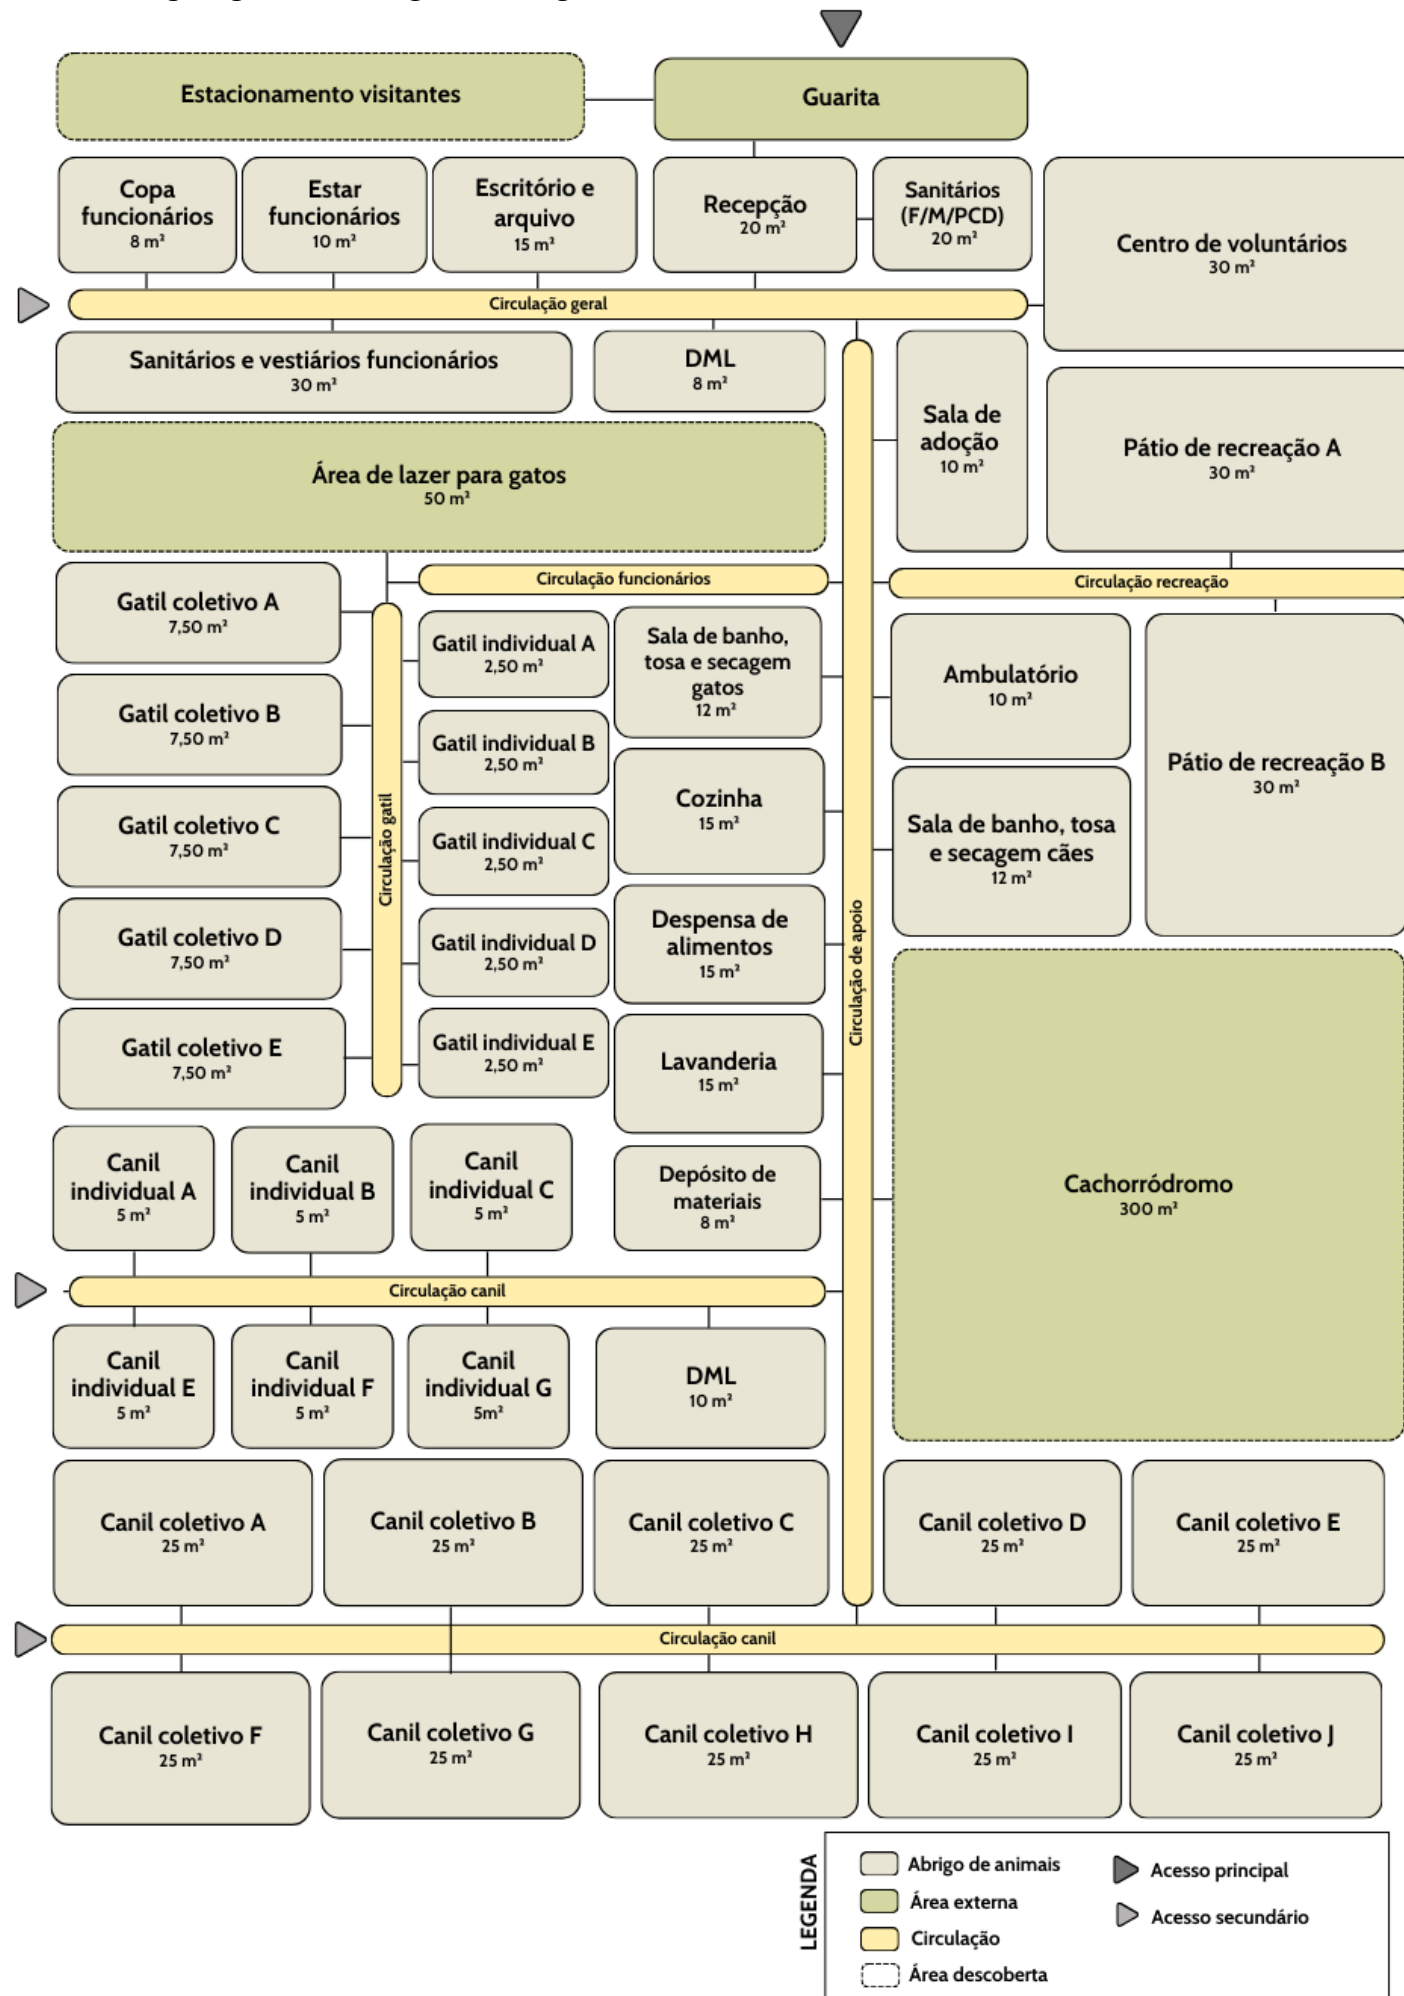 Estacionamento visitantes
Guarita
Copa
funcionários
8 m²
Estar
funcionários
10 m²
Escritório e
arquivo
15 m²
Recepção
20 m²
Sanitários
(F/M/PCD)
20 m²
Centro de voluntários
30 m²
Circulação geral
Sanitários e vestiários funcionários
30 m²
DML
8 m²
Sala de
adoção
10 m²
Pátio de recreação A
30 m²
Área de lazer para gatos
50 m²
Circulação funcionários
Circulação recreação
Gatil coletivo A
7,50 m²
Gatil coletivo B
7,50 m²
Gatil coletivo C
7,50 m²
Gatil coletivo D
7,50 m²
Gatil coletivo E
7,50 m²
Circulação gatil
Gatil individual A
2,50 m²
Gatil individual B
2,50 m²
Gatil individual C
2,50 m²
Gatil individual D
2,50 m²
Gatil individual E
2,50 m²
Sala de banho,
tosa e secagem
gatos
12 m²
Cozinha
15 m²
Despensa de
alimentos
15 m²
Lavanderia
15 m²
Depósito de
materiais
8 m²
Circulação de apoio
Ambulatório
10 m²
Sala de banho, tosa
e secagem cães
12 m²
Pátio de recreação B
30 m²
Cachorródromo
300 m²
Canil
individual A
5 m²
Canil
individual B
5 m²
Canil
individual C
5 m²
Circulação canil
Canil
individual E
5 m²
Canil
individual F
5 m²
Canil
individual G
5m²
DML
10 m²
Canil coletivo A
25 m²
Canil coletivo B
25 m²
Canil coletivo C
25 m²
Canil coletivo D
25 m²
Canil coletivo E
25 m²
Circulação canil
Canil coletivo F
25 m²
Canil coletivo G
25 m²
Canil coletivo H
25 m²
Canil coletivo I
25 m²
Canil coletivo J
25 m²
LEGENDA
Abrigo de animais
Área externa
Circulação
Área descoberta
Acesso principal
Acesso secundário